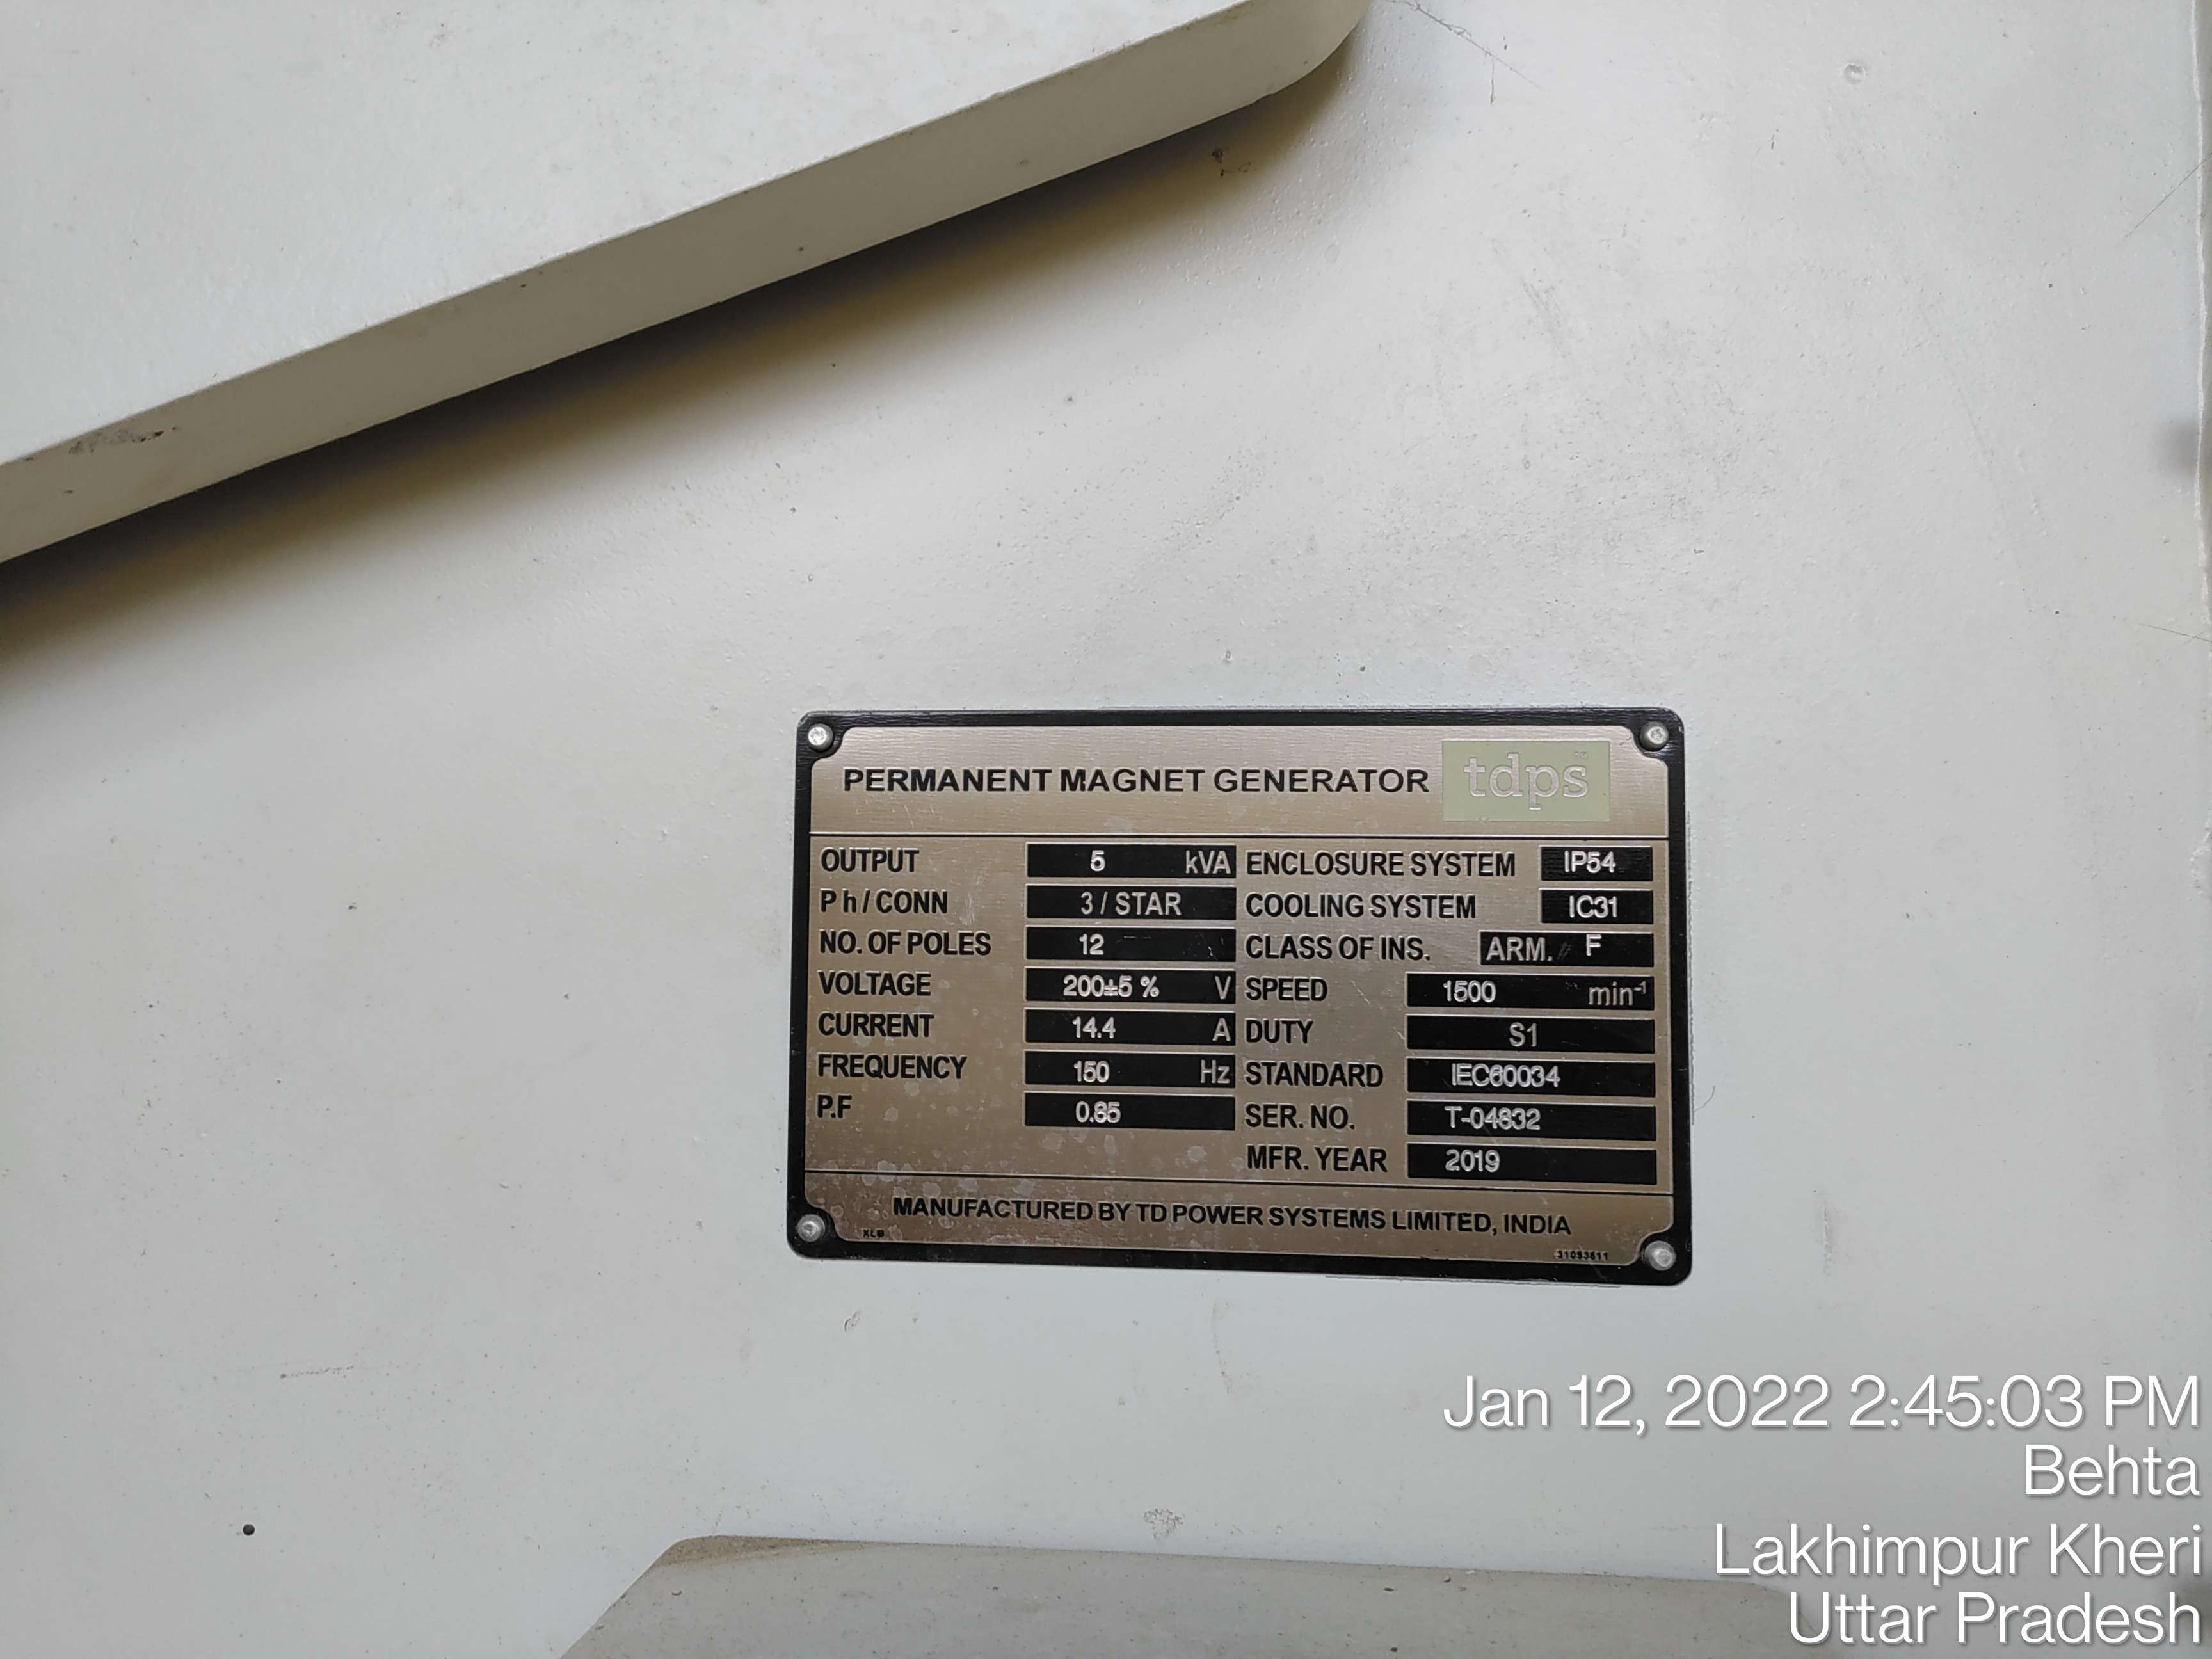 PERMANENT MAGNET GENERATOR tdps
OUTPUT 5 kVA ENCLOSURE SYSTEM IP54
Ph/CONN 3 / STAR COOLING SYSTEM IC31
NO. OF POLES 12 CLASS OF INS. ARM. F
VOLTAGE 200±5 % V SPEED 1500 min⁻¹
CURRENT 14.4 A DUTY S1
FREQUENCY 150 Hz STANDARD IEC60034
P.F 0.85 SER. NO. T-04832
MFR. YEAR 2019
MANUFACTURED BY TD POWER SYSTEMS LIMITED, INDIA
XLB 31093611
Jan 12, 2022 2:45:03 PM
Behta
Lakhimpur Kheri
Uttar Pradesh